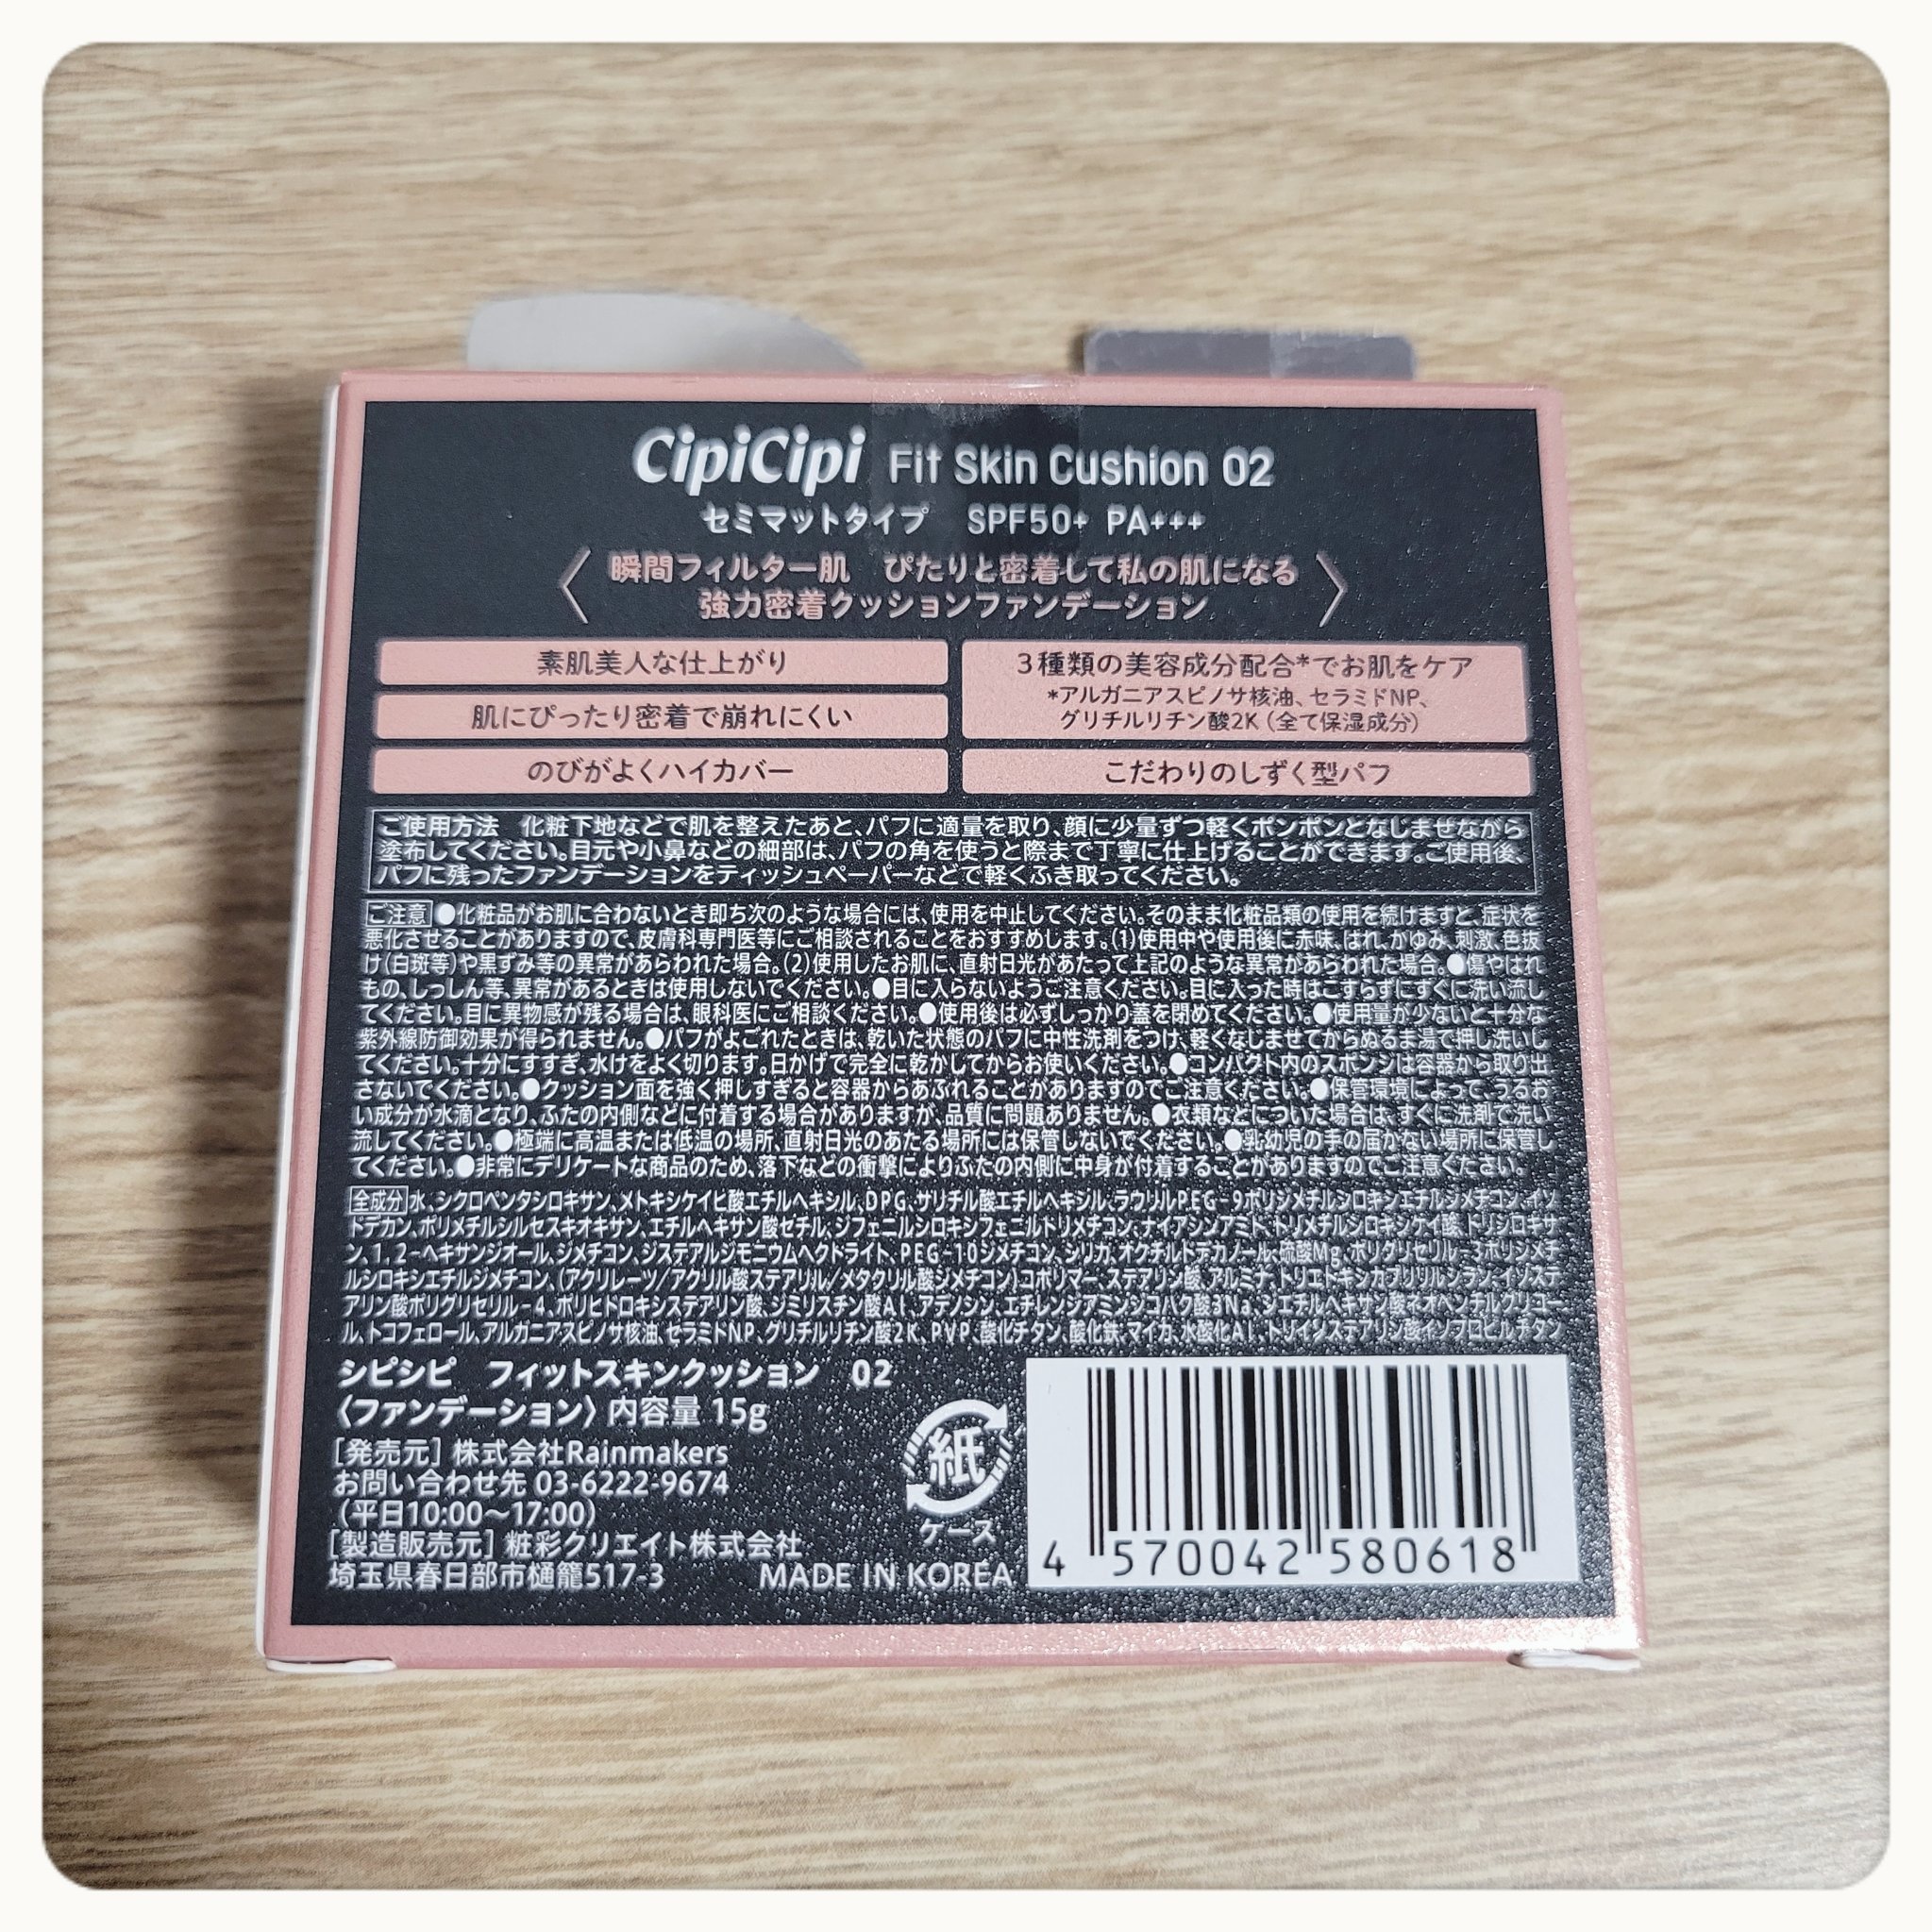 CipiCipi Fit Skin Cushion 02
セミマットタイプ SPF50+ PA+++
瞬間フィルター肌 ぴたりと密着して私の肌になる
強力密着クッションファンデーション
素肌美人な仕上がり
肌にぴったり密着で崩れにくい
のびがよくハイカバー
3種類の美容成分配合*でお肌をケア
*アルガニアスピノサ核油、セラミドNP、
グリチルリチン酸2K(全て保湿成分)
こだわりのしずく型パフ
ご使用方法 化粧下地などで肌を整えたあと、パフに適量を取り、顔に少量ずつ軽くポンポンとなじませながら
塗布してください。目元や小鼻などの細部は、パフの角を使うと際まで丁寧に仕上げることができます。ご使用後、
パフに残ったファンデーションをティッシュペーパーなどで軽くふき取ってください。
ご注意 ●化粧品がお肌に合わないとき即ち次のような場合には、使用を中止してください。そのまま化粧品類の使用を続けますと、症状を
悪化させることがありますので、皮膚科専門医等にご相談されることをおすすめします。(1)使用中や使用後に赤味、はれ、かゆみ、刺激、色抜
け(白斑等)や黒ずみ等の異常があらわれた場合。(2)使用したお肌に、直射日光があたって上記のような異常があらわれた場合。●傷やはれ
もの、しっしん等、異常があるときは使用しないでください。●目に入らないようご注意ください。目に入った時はこすらずにすぐに洗い流し
てください。目に異物感が残る場合は、眼科医にご相談ください。●使用後は必ずしっかり蓋を閉めてください。●使用量が少ないと十分な
紫外線防御効果が得られません。●パフがよごれたときは、乾いた状態のパフに中性洗剤をつけ、軽くなじませてからぬるま湯で押し洗いし
てください。十分にすすぎ、水けをよく切ります。日かげで完全に乾かしてからお使いください。●コンパクト内のスポンジは容器から取り出
さないでください。●クッション面を強く押しすぎると容器からあふれることがありますのでご注意ください。●保管環境によって、うるお
い成分が水滴となり、ふたの内側などに付着する場合がありますが、品質に問題ありません。●衣類などについた場合は、すぐに洗剤で洗い
流してください。●極端に高温または低温の場所、直射日光のあたる場所には保管しないでください。●乳幼児の手の届かない場所に保管し
てください。●非常にデリケートな商品のため、落下などの衝撃によりふたの内側に中身が付着することがありますのでご注意ください。
全成分 水、シクロペンタシロキサン、メトキシケイヒ酸エチルヘキシル、DPG、サリチル酸エチルヘキシル、ラウリルPEG-9ポリジメチルシロキシエチルジメチコン、イソ
ドデカン、ポリメチルシルセスキオキサン、エチルヘキサン酸セチル、ジフェニルシロキシフェニルトリメチコン、ナイアシンアミド、トリメチルシロキシケイ酸、トリシロキサ
ン、1,2-ヘキサンジオール、ジメチコン、ジステアルジモニウムヘクトライト、PEG-10ジメチコン、シリカ、オクチルドデカノール、硫酸Mg、ポリグリセリル-3ポリジメチ
ルシロキシエチルジメチコン、(アクリレーツ/アクリル酸ステアリル/メタクリル酸ジメチコン)コポリマー、ステアリン酸、アルミナ、トリエトキシカプリリルシラン、イソステ
アリン酸ポリグリセリル-4、ポリヒドロキシステアリン酸、ジミリスチン酸Al、アデノシン、エチレンジアミンジコハク酸3Na、ジエチルヘキサン酸ネオペンチルグリコー
ル、トコフェロール、アルガニアスピノサ核油、セラミドNP、グリチルリチン酸2K、PVP、酸化チタン、酸化鉄、マイカ、水酸化Al、トリイソステアリン酸イソプロピルチタン
シピシピ フィットスキンクッション 02
〈ファンデーション〉内容量 15g
[発売元] 株式会社Rainmakers
お問い合わせ先 03-6222-9674
(平日10:00～17:00)
[製造販売元] 粧彩クリエイト株式会社
埼玉県春日部市樋籠517-3 MADE IN KOREA
紙
ケース
4 570042 580618